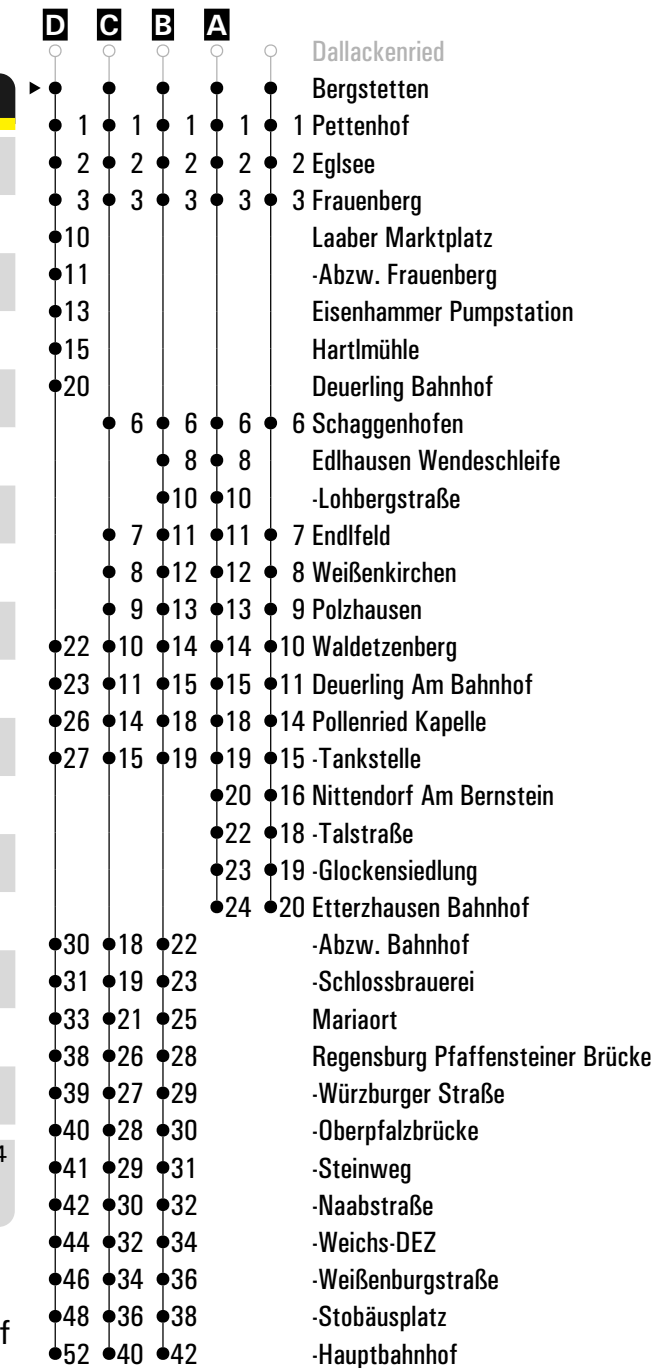 D C B A
Dallackenried
Bergstetten
1 1 1 1 1 Pettenhof
2 2 2 2 2 Eglsee
3 3 3 3 3 Frauenberg
10 Laaber Marktplatz
11 -Abzw. Frauenberg
13 Eisenhammer Pumpstation
15 Hartlmühle
20 Deuerling Bahnhof
6 6 6 6 Schaggenhofen
8 8 Edlhausen Wendeschleife
10 10 -Lohbergstraße
7 11 11 7 Endlfeld
8 12 12 8 Weißenkirchen
9 13 13 9 Polzhausen
22 10 14 14 10 Waldetzenberg
23 11 15 15 11 Deuerling Am Bahnhof
26 14 18 18 14 Pollenried Kapelle
27 15 19 19 15 -Tankstelle
20 16 Nittendorf Am Bernstein
22 18 -Talstraße
23 19 -Glockensiedlung
24 20 Etterzhausen Bahnhof
30 18 22 -Abzw. Bahnhof
31 19 23 -Schlossbrauerei
33 21 25 Mariaort
38 26 28 Regensburg Pfaffensteiner Brücke
39 27 29 -Würzburger Straße
40 28 30 -Oberpfalzbrücke
4 41 29 31 -Steinweg
42 30 32 -Naabstraße
44 32 34 -Weichs-DEZ
46 34 36 -Weißenburgstraße
f 48 36 38 -Stobäusplatz
52 40 42 -Hauptbahnhof